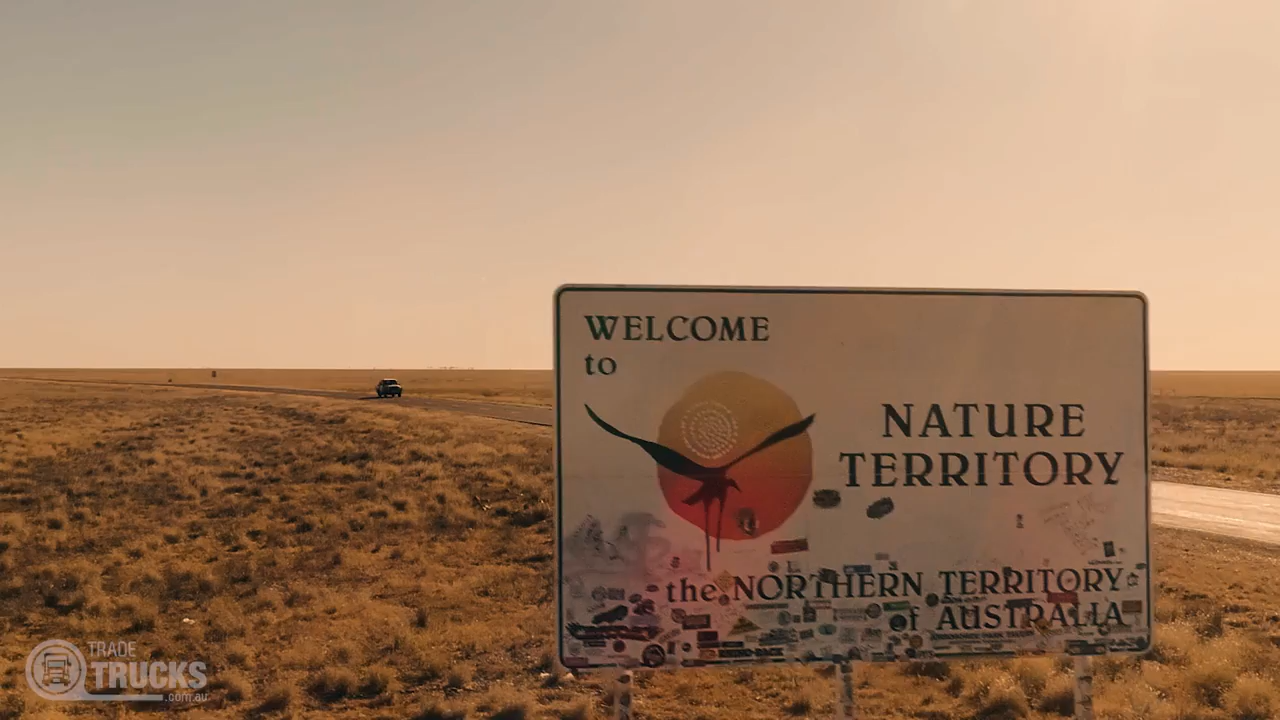 WELCOME
to
NATURE
TERRITORY
the NORTHERN TERRITORY
of AUSTRALIA
TRADE
TRUCKS
.com.au